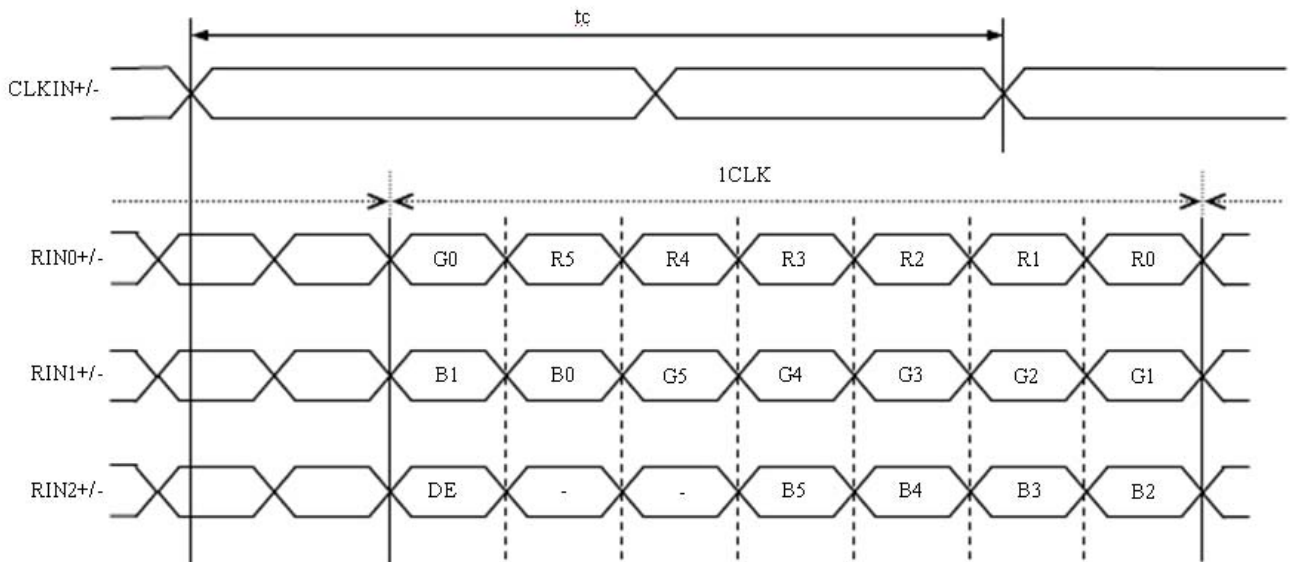 tc
CLKIN+/-
1CLK
RIN0+/- G0 R5 R4 R3 R2 R1 R0
RIN1+/- B1 B0 G5 G4 G3 G2 G1
RIN2+/- DE - - B5 B4 B3 B2